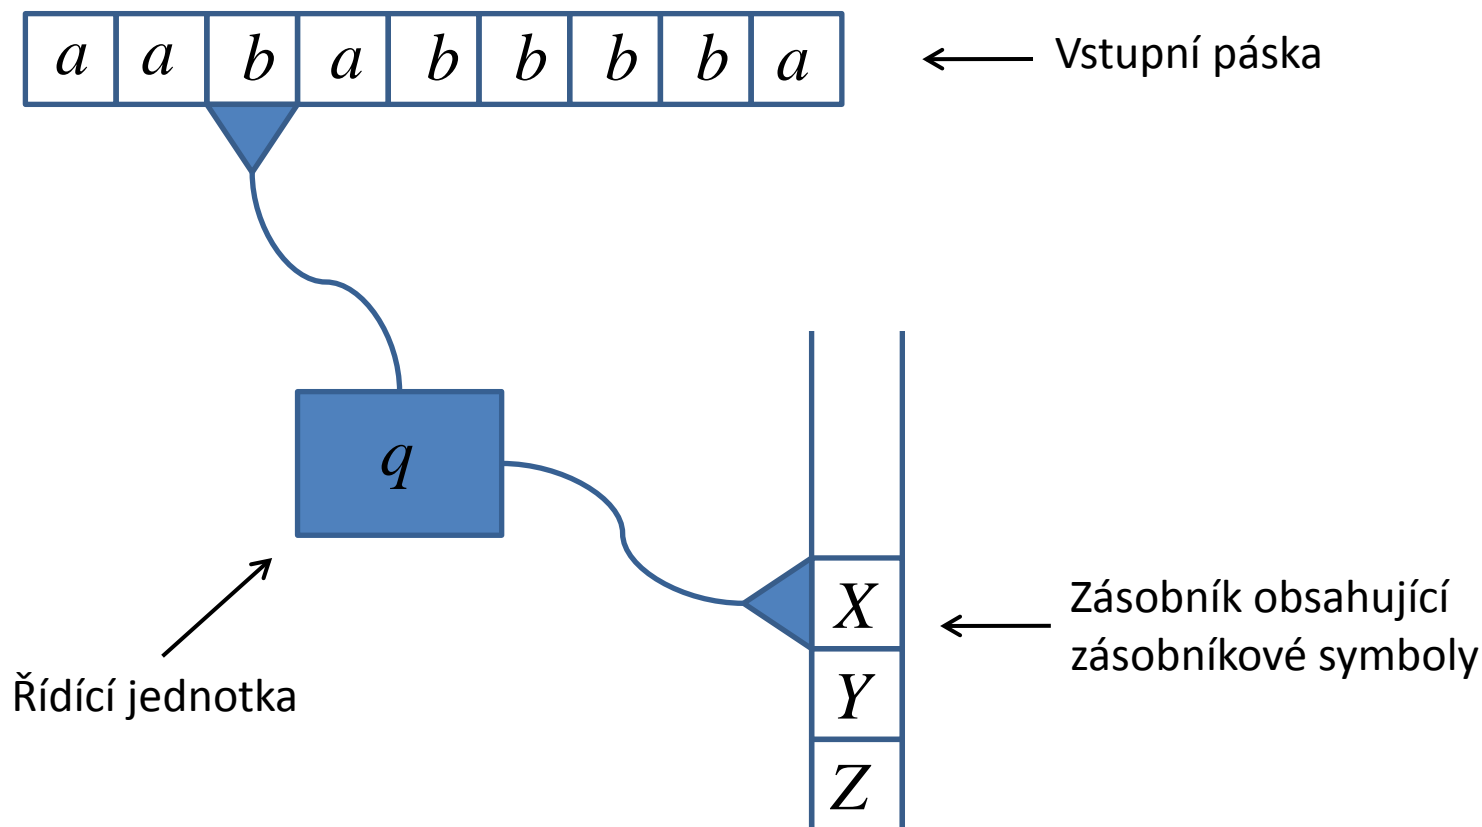 a a b a b b b b a
Vstupní páska
q
X
Zásobník obsahující
zásobníkové symboly
Y
Řídící jednotka
Z